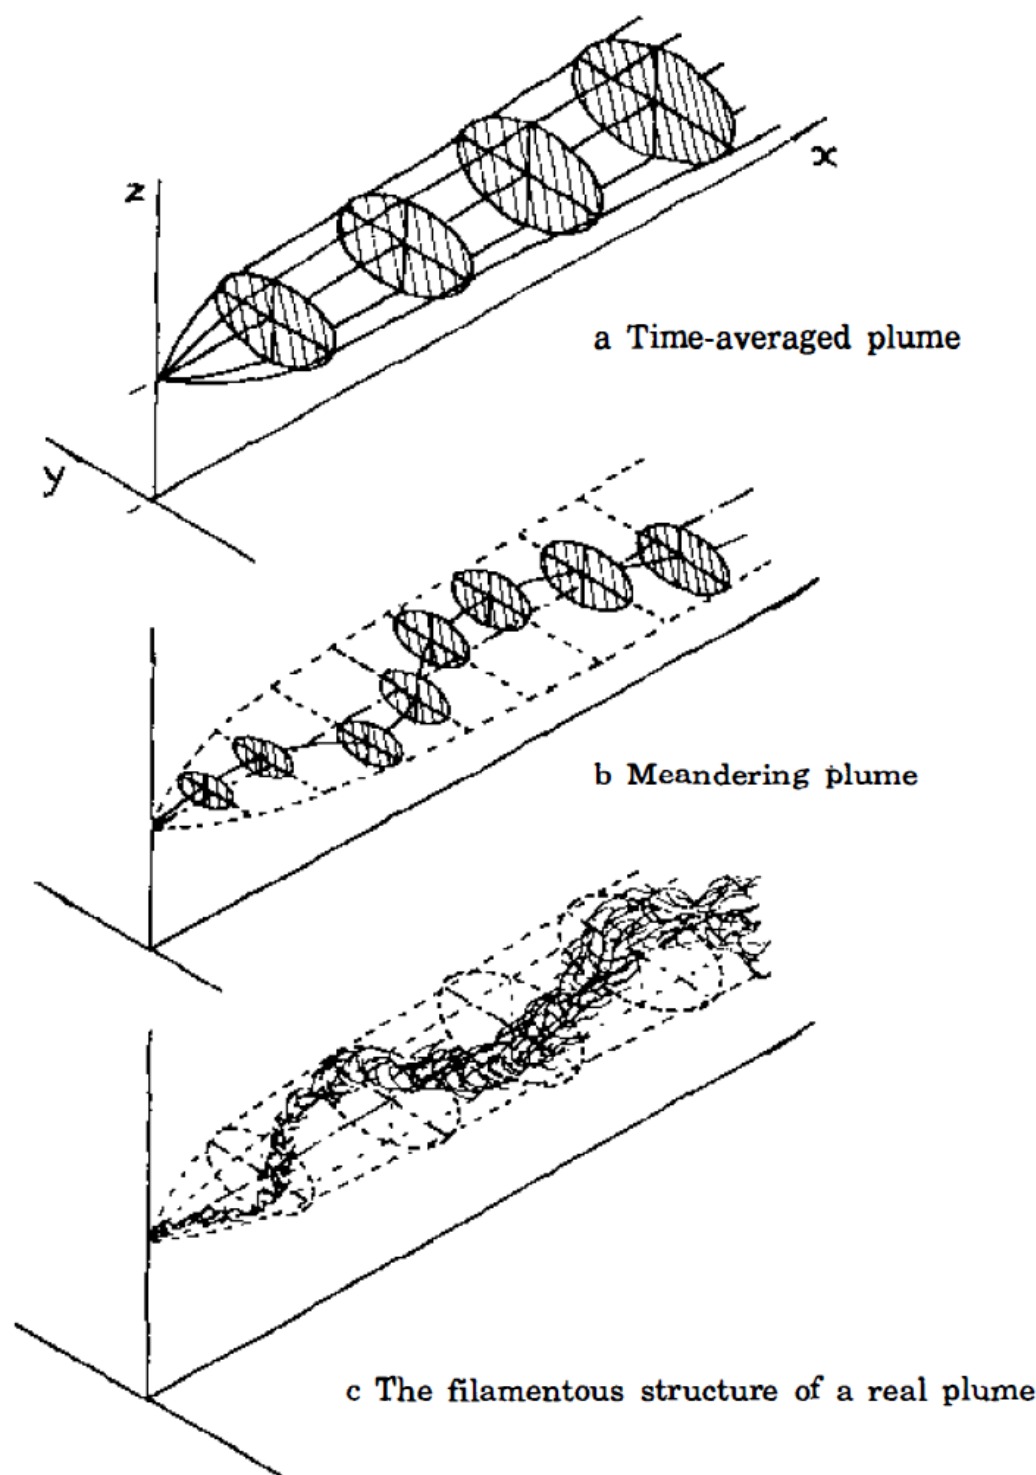 z
x
a Time-averaged plume
y
b Meandering plume
c The filamentous structure of a real plume